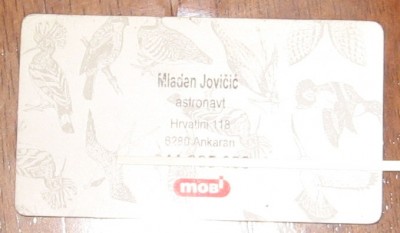 Mladen Jovičić
astronavt
Hrvatini 118
6280 Ankaran
mobi